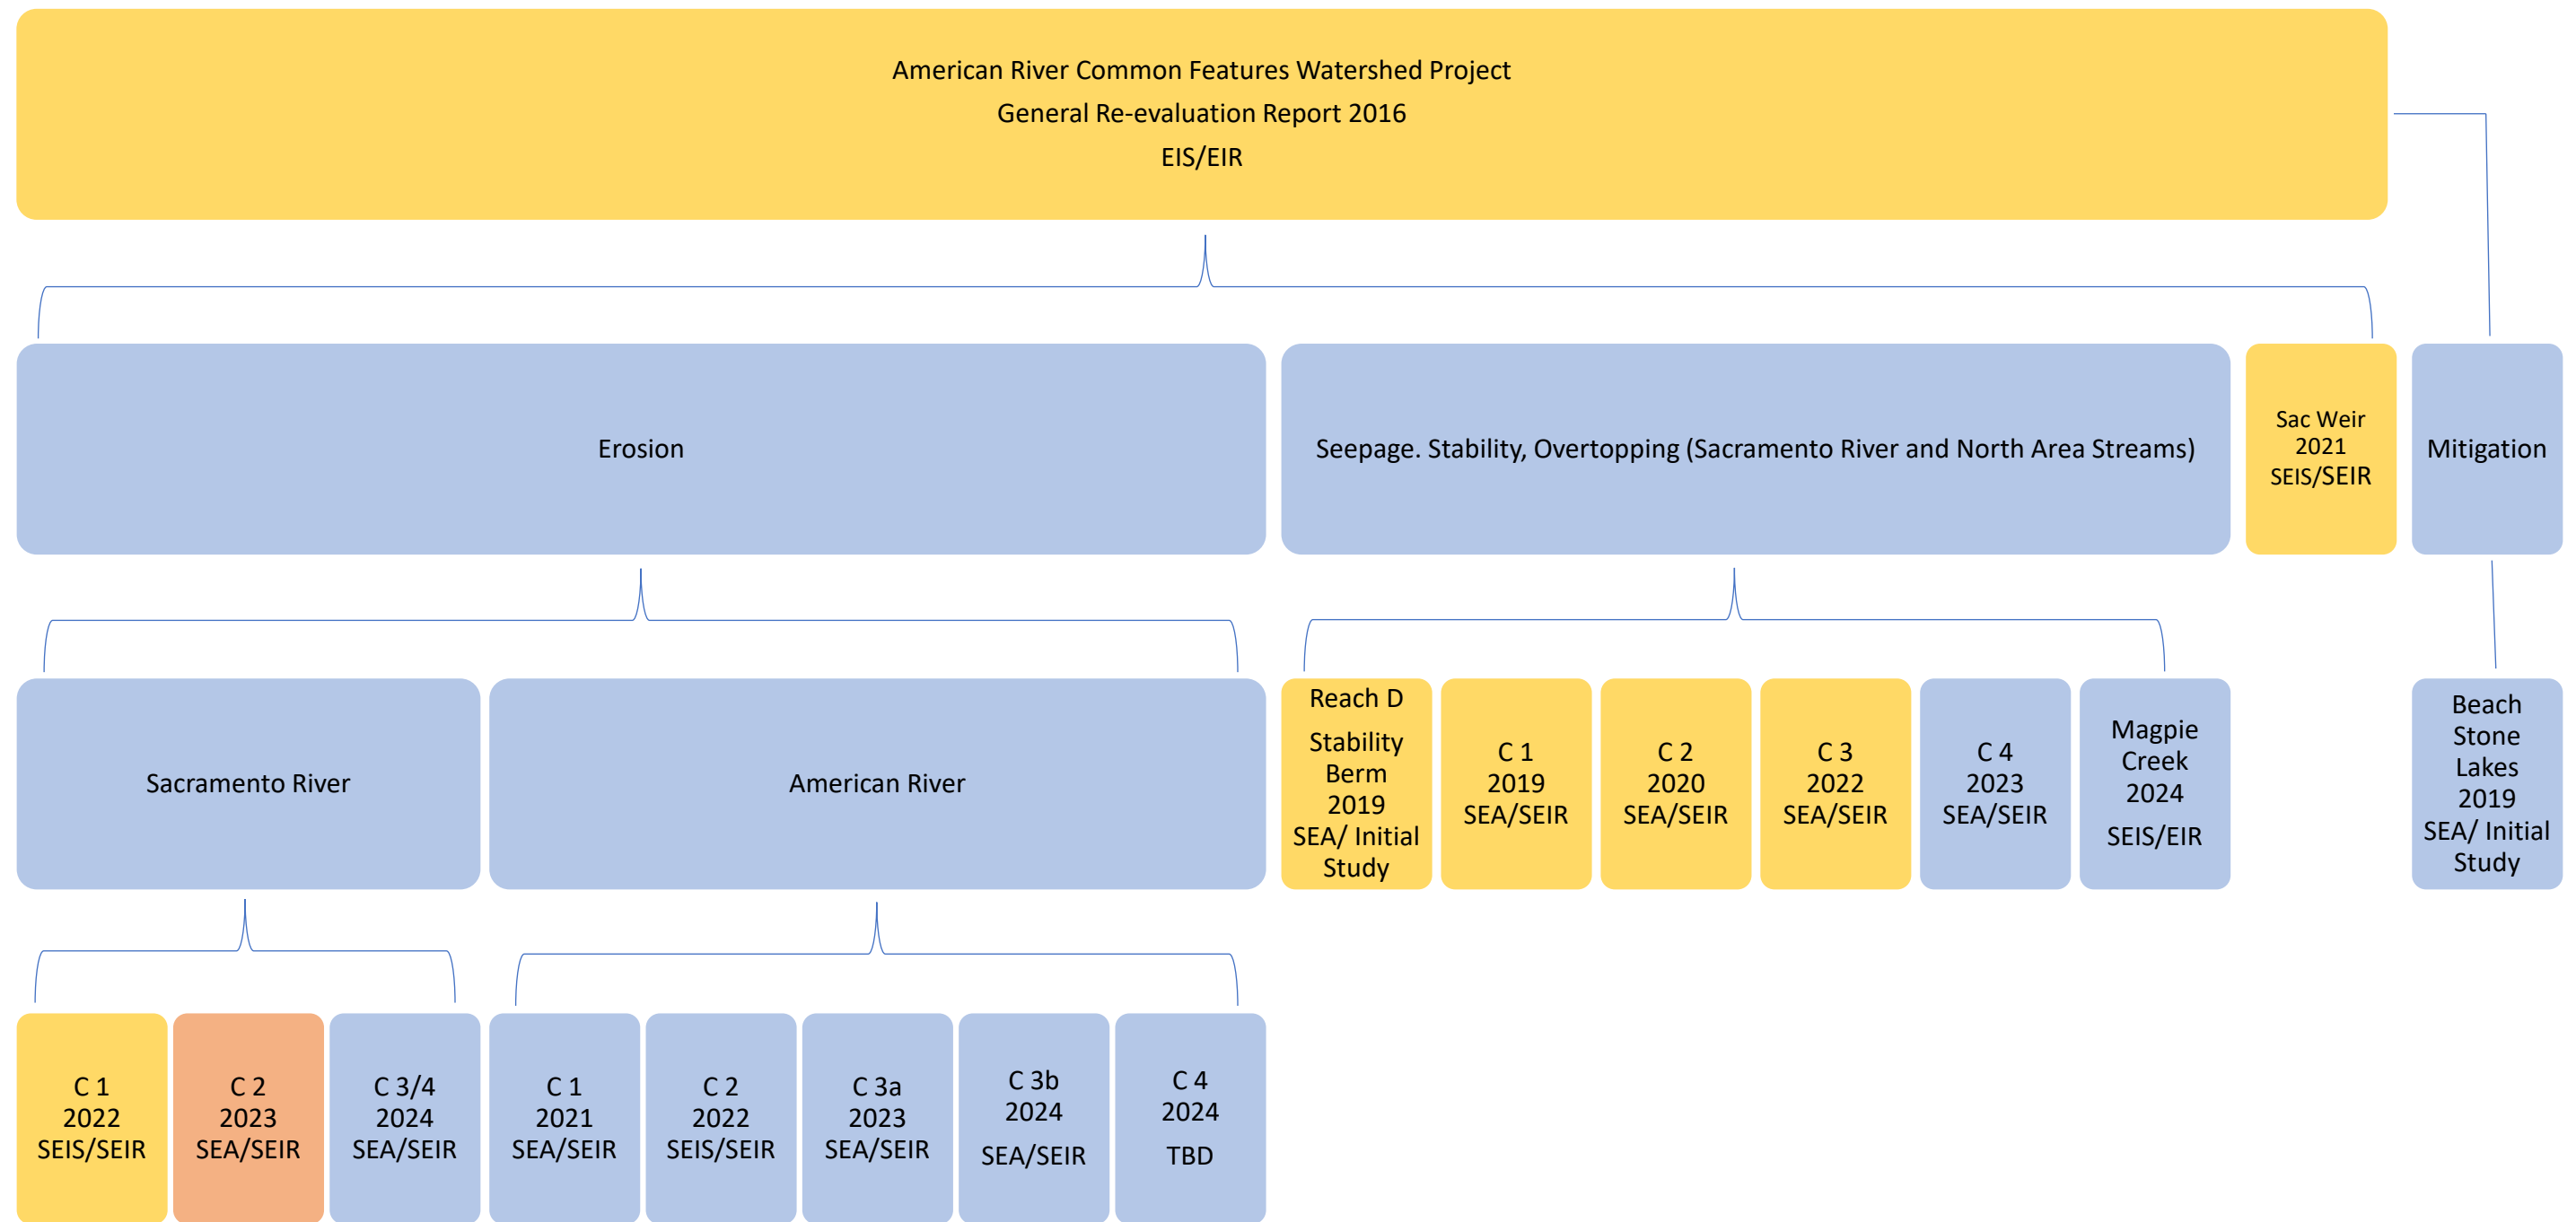 American River Common Features Watershed Project
General Re-evaluation Report 2016
EIS/EIR
Erosion
Seepage. Stability, Overtopping (Sacramento River and North Area Streams)
Sac Weir
2021
SEIS/SEIR
Mitigation
Sacramento River
American River
Reach D
Stability
Berm
2019
SEA/ Initial
Study
C 1
2019
SEA/SEIR
C 2
2020
SEA/SEIR
C 3
2022
SEA/SEIR
C 4
2023
SEA/SEIR
Magpie
Creek
2024
SEIS/EIR
Beach
Stone
Lakes
2019
SEA/ Initial
Study
C 1
2022
SEIS/SEIR
C 2
2023
SEA/SEIR
C 3/4
2024
SEA/SEIR
C 1
2021
SEA/SEIR
C 2
2022
SEIS/SEIR
C 3a
2023
SEA/SEIR
C 3b
2024
SEA/SEIR
C 4
2024
TBD